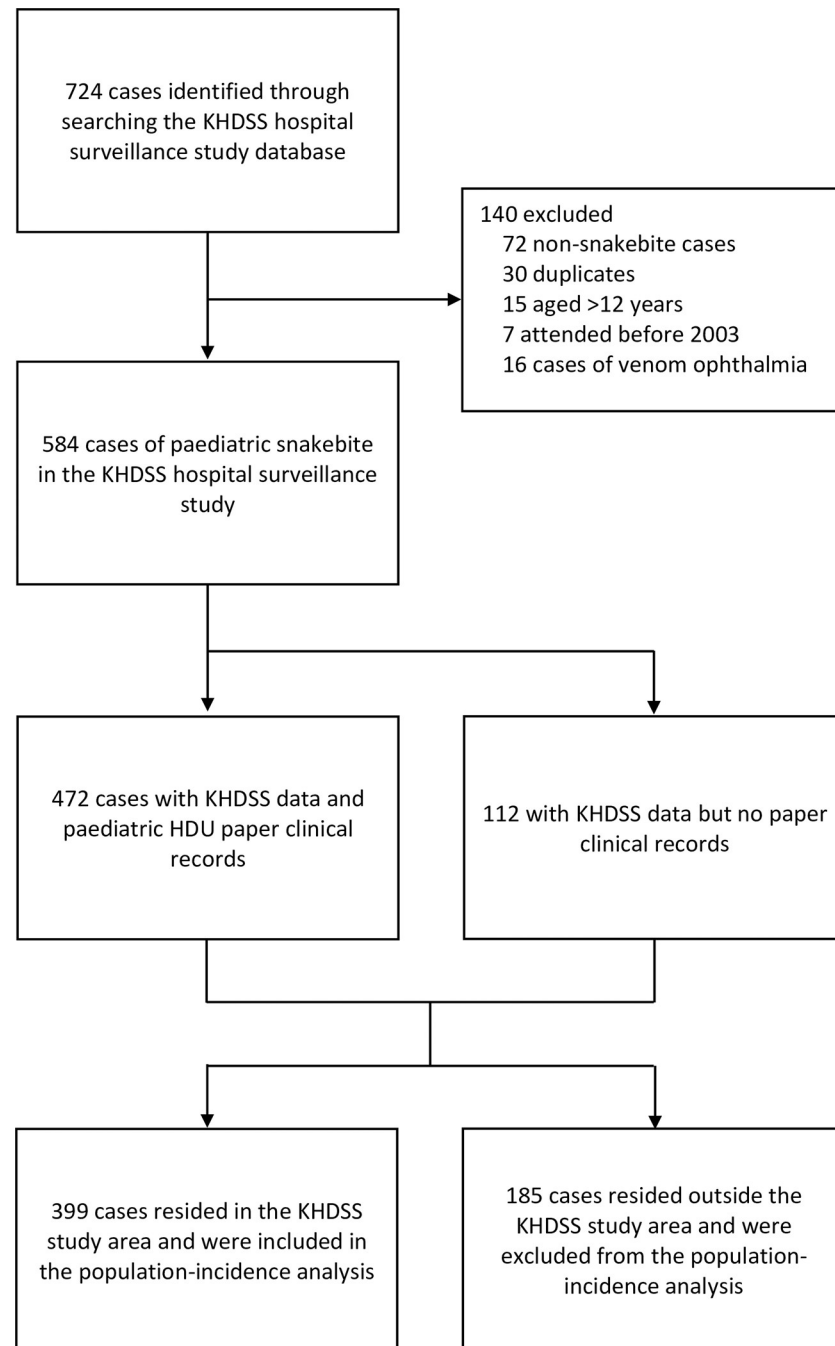 724 cases identified through
searching the KHDSS hospital
surveillance study database
140 excluded
72 non-snakebite cases
30 duplicates
15 aged >12 years
7 attended before 2003
16 cases of venom ophthalmia
584 cases of paediatric snakebite
in the KHDSS hospital surveillance
study
472 cases with KHDSS data and
paediatric HDU paper clinical
records
112 with KHDSS data but no paper
clinical records
399 cases resided in the KHDSS
study area and were included in
the population-incidence analysis
185 cases resided outside the
KHDSS study area and were
excluded from the population-
incidence analysis